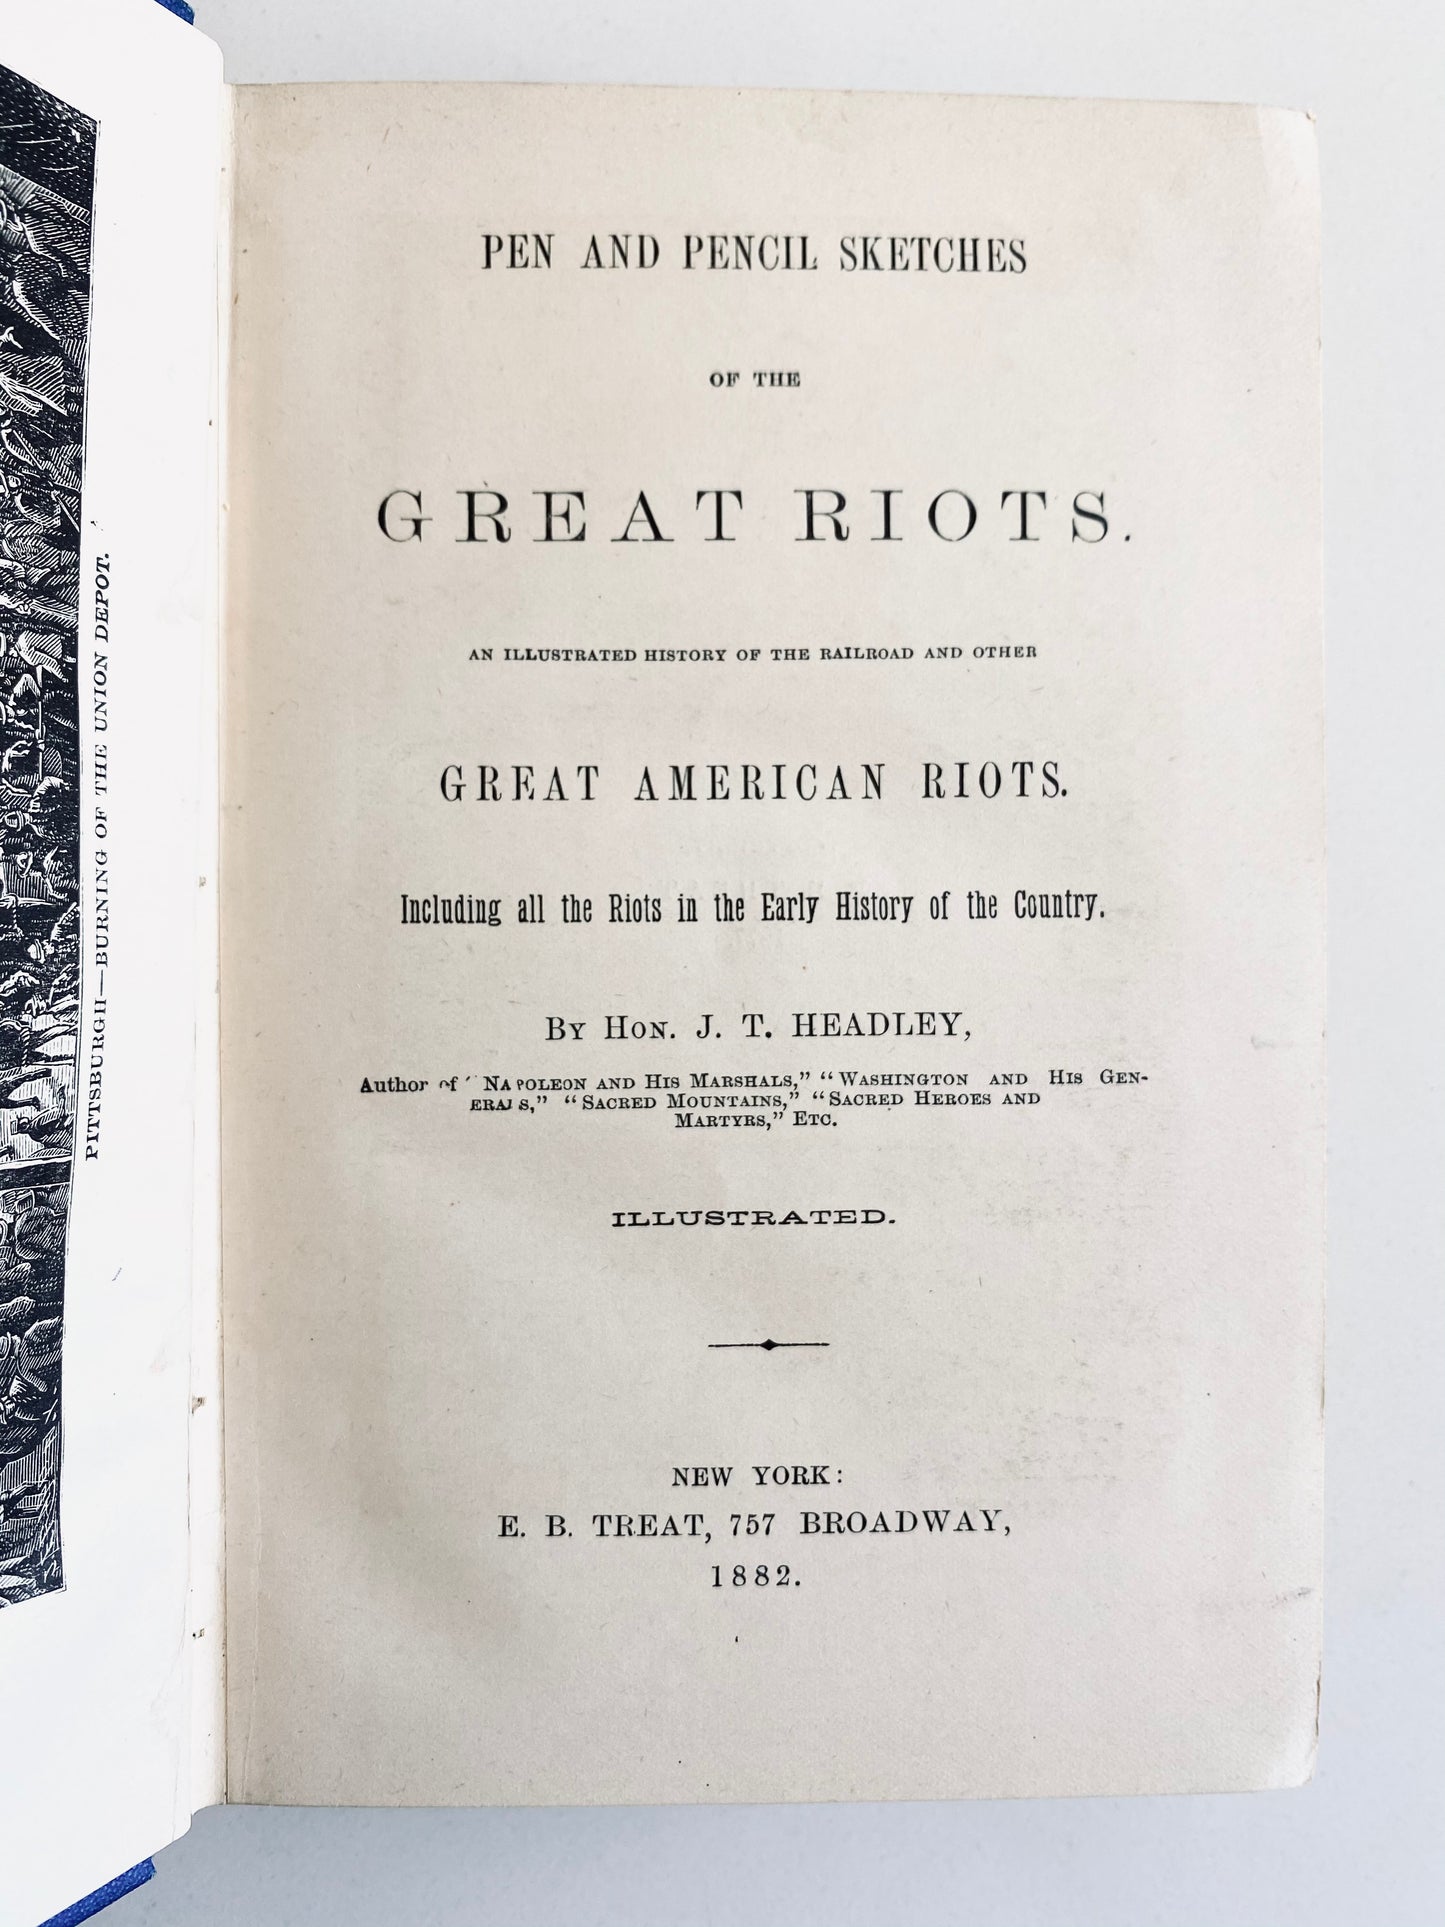 PITTSBURGH—BURNING OF THE UNION DEPOT.
PEN AND PENCIL SKETCHES
OF THE
GREAT RIOTS.
AN ILLUSTRATED HISTORY OF THE RAILROAD AND OTHER
GREAT AMERICAN RIOTS.
Including all the Riots in the Early History of the Country.
BY HON. J. T. HEADLEY,
Author of "NAPOLEON AND HIS MARSHALS," "WASHINGTON AND HIS GEN-
ERALS," "SACRED MOUNTAINS," "SACRED HEROES AND
MARTYRS," ETC.
ILLUSTRATED.
NEW YORK:
E. B. TREAT, 757 BROADWAY,
1882.